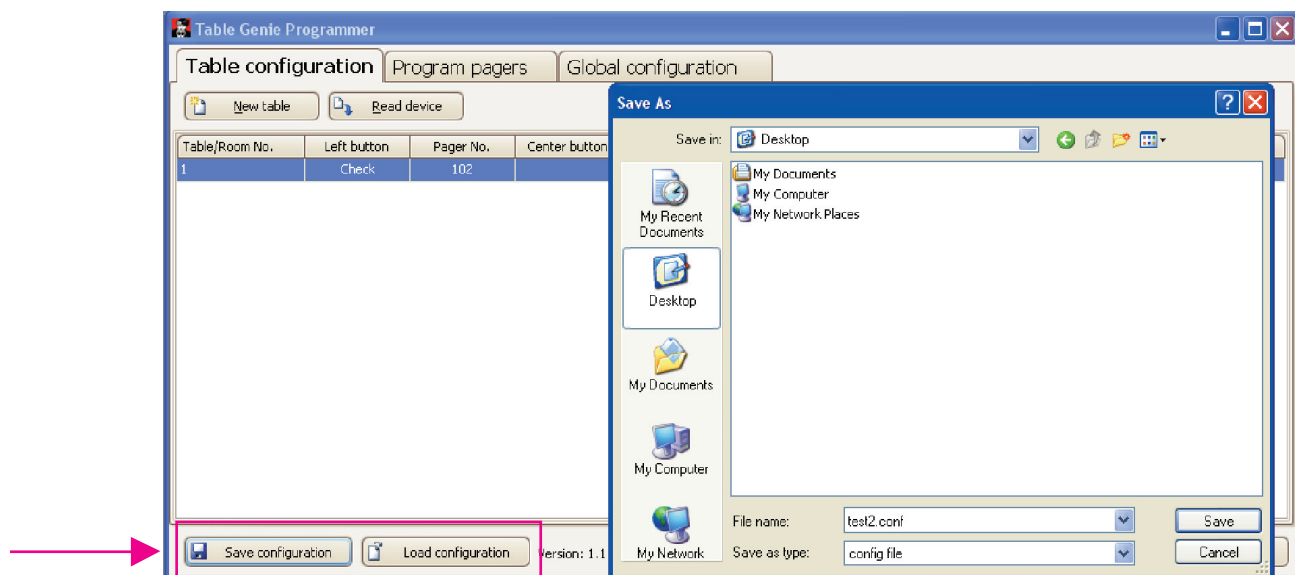 Table Genie Programmer
Table configuration Program pagers Global configuration
New table Read device
Table/Room No. Left button Pager No. Center button
1 Check 102
Save configuration Load configuration Version: 1.1
Save As
Save in: Desktop
My Recent
Documents
Desktop
My Documents
My Computer
My Network
My Documents
My Computer
My Network Places
File name: test2.conf Save
Save as type: config file Cancel